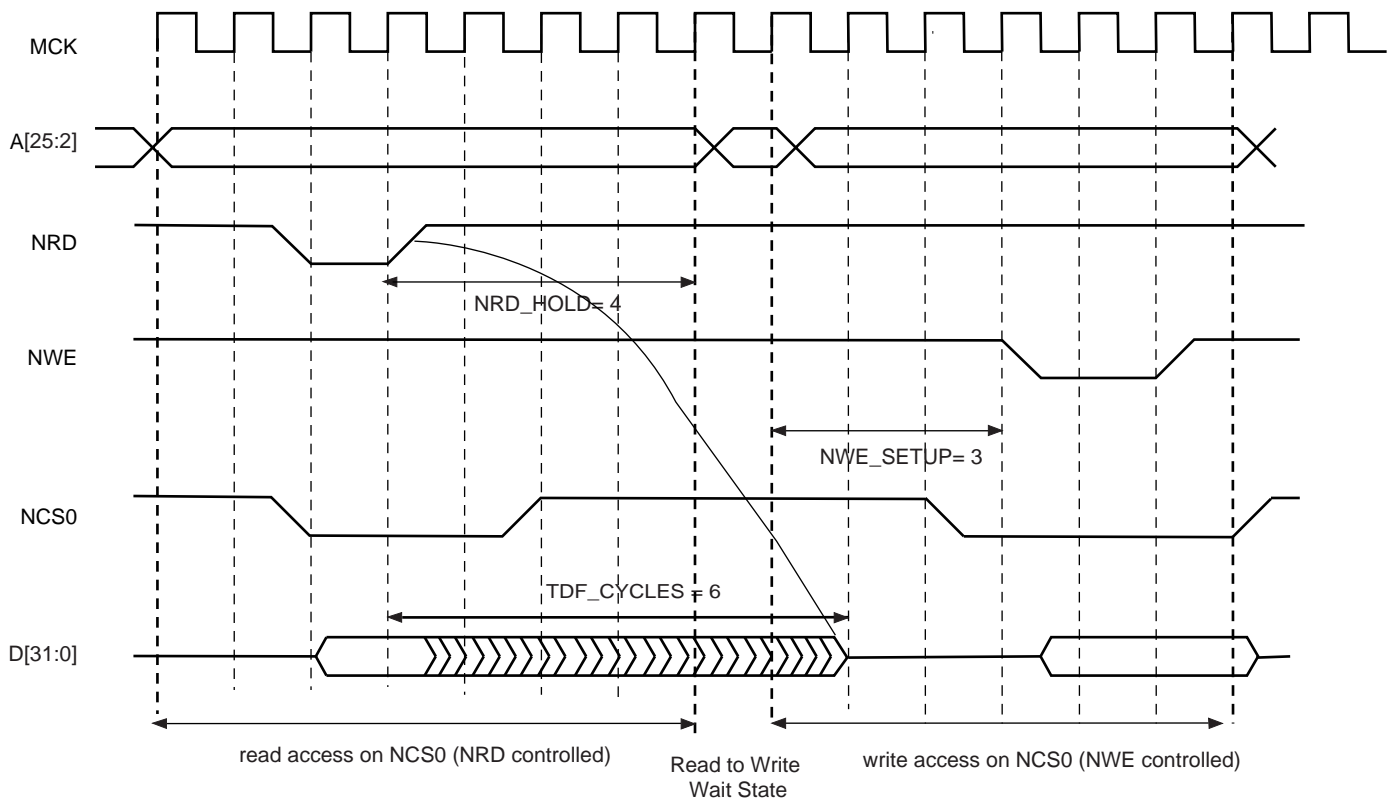 MCK
A[25:2]
NRD
NRD_HOLD= 4
NWE
NWE_SETUP= 3
NCS0
TDF_CYCLES = 6
D[31:0]
read access on NCS0 (NRD controlled)
Read to Write
Wait State
write access on NCS0 (NWE controlled)